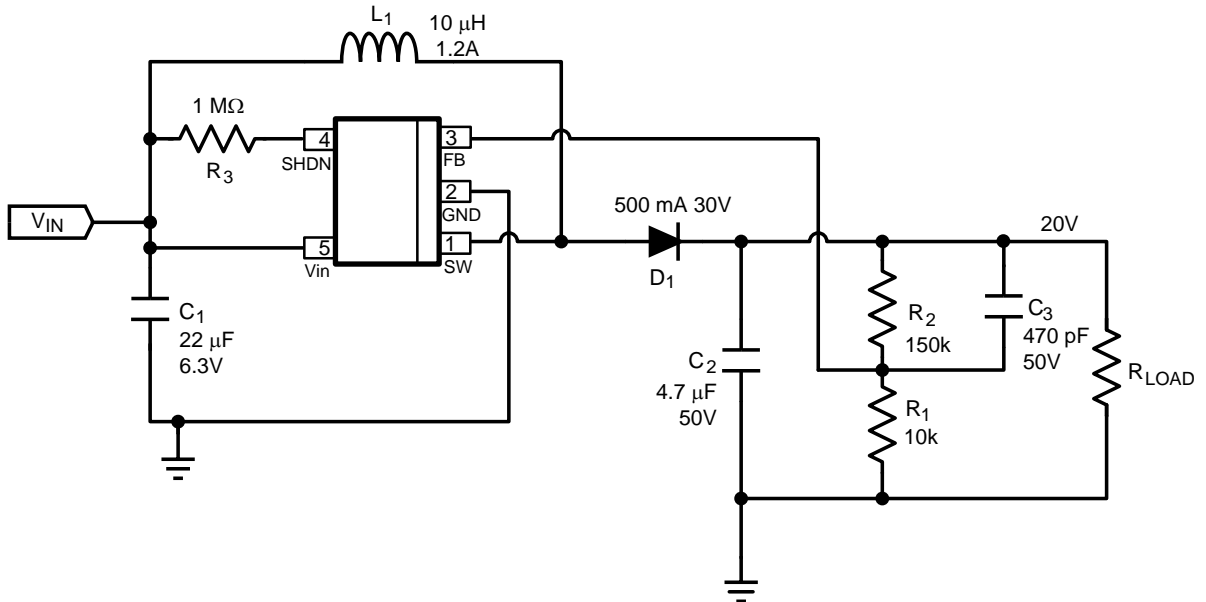 L1
10 μH
1.2A
1 MΩ
R3
4
SHDN
3
FB
2
GND
1
SW
5
Vin
VIN
C1
22 μF
6.3V
500 mA 30V
D1
20V
C2
4.7 μF
50V
R2
150k
C3
470 pF
50V
R1
10k
RLOAD